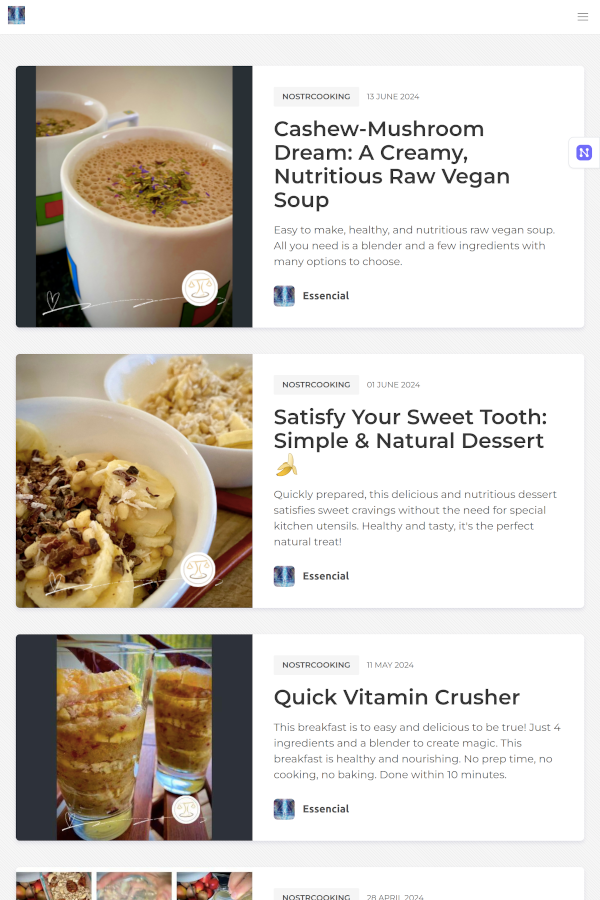 NOSTRCOOKING 13 JUNE 2024
Cashew-Mushroom
Dream: A Creamy,
Nutritious Raw Vegan
Soup
Easy to make, healthy, and nutritious raw vegan soup.
All you need is a blender and a few ingredients with
many options to choose.
Essencial
NOSTRCOOKING 01 JUNE 2024
Satisfy Your Sweet Tooth:
Simple & Natural Dessert
🍌
Quickly prepared, this delicious and nutritious dessert
satisfies sweet cravings without the need for special
kitchen utensils. Healthy and tasty, it's the perfect
natural treat!
Essencial
NOSTRCOOKING 11 MAY 2024
Quick Vitamin Crusher
This breakfast is to easy and delicious to be true! Just 4
ingredients and a blender to create magic. This
breakfast is healthy and nourishing. No prep time, no
cooking, no baking. Done within 10 minutes.
Essencial
NOSTRCOOKING 28 APRIL 2024